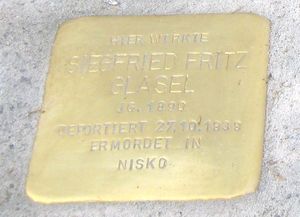 HIER WIRKTE
SIEGFRIED FRITZ
GLASEL
JG. 1890
DEPORTIERT 27.10.1939
ERMORDET IN
NISKO